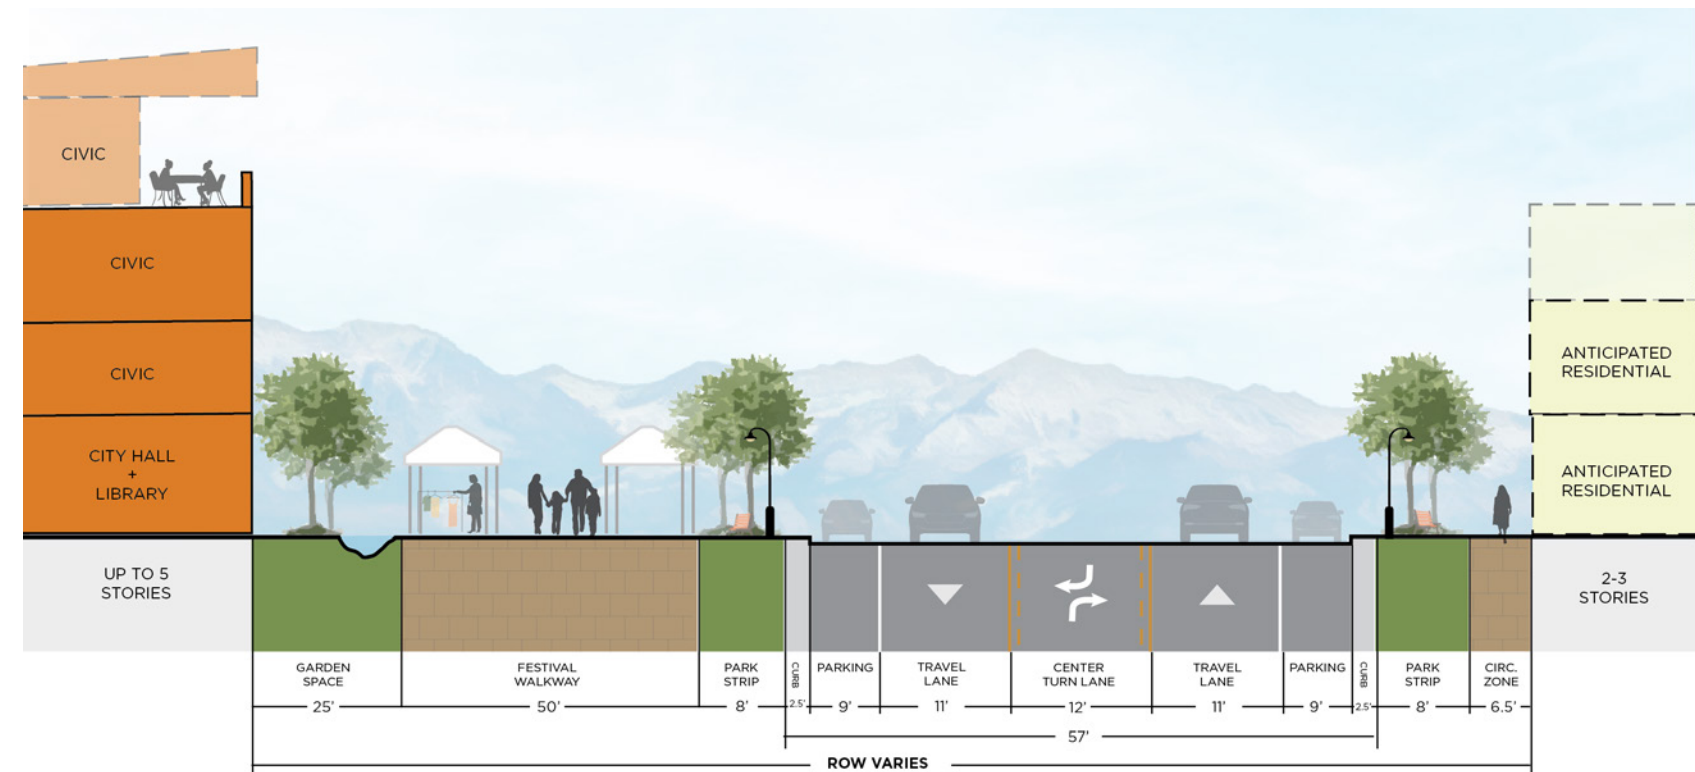 CIVIC
CIVIC
CIVIC
CITY HALL
+
LIBRARY
UP TO 5
STORIES
ANTICIPATED
RESIDENTIAL
ANTICIPATED
RESIDENTIAL
2-3
STORIES
GARDEN
SPACE
25'
FESTIVAL
WALKWAY
50'
PARK
STRIP
8'
CURB
2.5'
PARKING
9'
TRAVEL
LANE
11'
CENTER
TURN LANE
12'
TRAVEL
LANE
11'
PARKING
9'
CURB
2.5'
PARK
STRIP
8'
CIRC.
ZONE
6.5'
57'
ROW VARIES